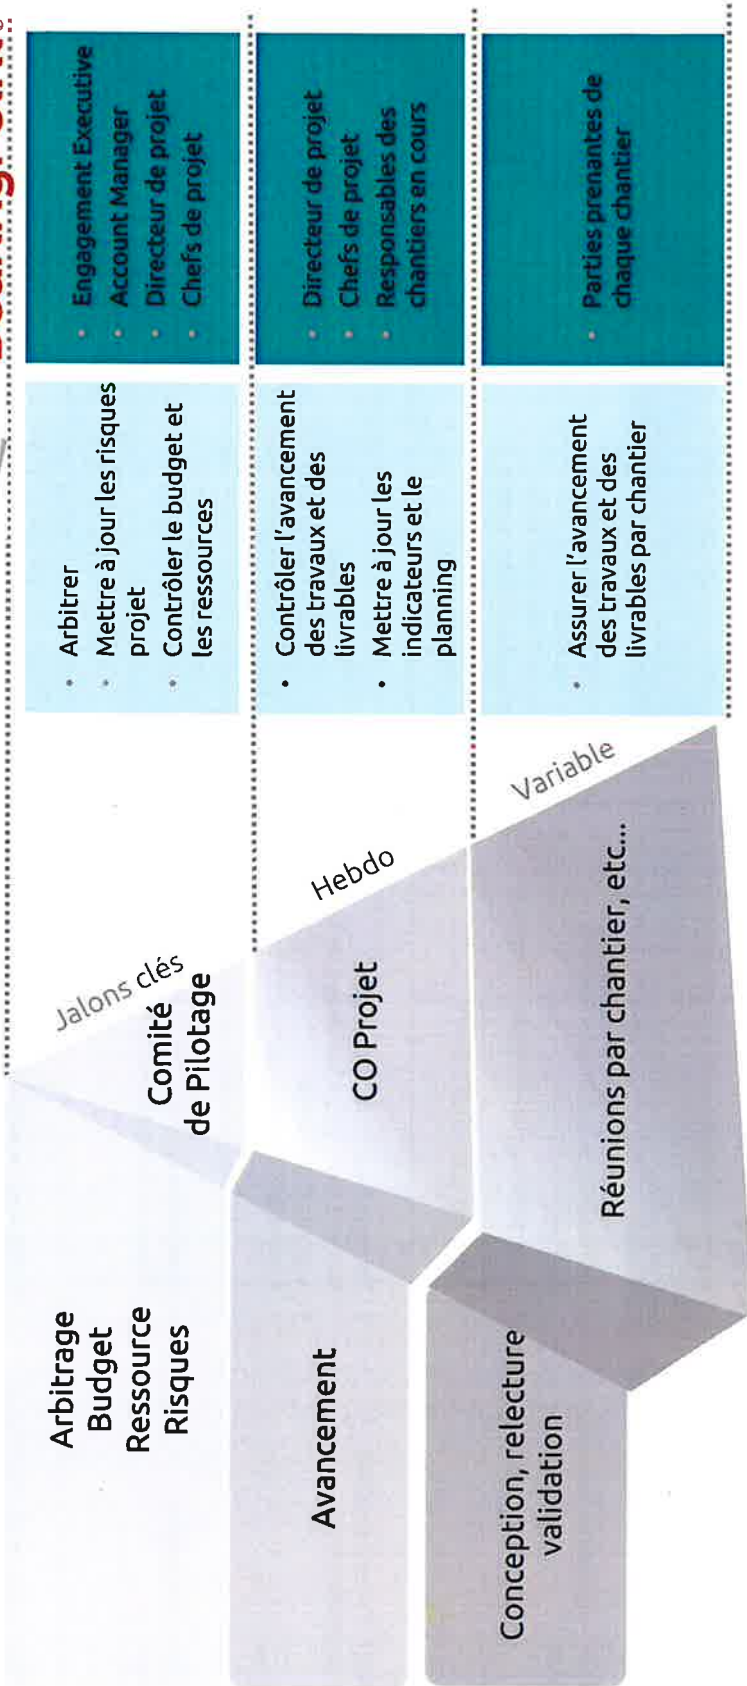 Arbitrage
Budget
Ressource
Risques
Comité
de Pilotage
Jalons clés
• Arbitrer
• Mettre à jour les risques
projet
• Contrôler le budget et
les ressources
• Engagement Executive
• Account Manager
• Directeur de projet
• Chefs de projet
Avancement
CO Projet
Hebdo
• Contrôler l'avancement
des travaux et des
livrables
• Mettre à jour les
indicateurs et le
planning
• Directeur de projet
• Chefs de projet
• Responsables des
chantiers en cours
Conception, relecture
validation
Réunions par chantier, etc...
Variable
• Assurer l'avancement
des travaux et des
livrables par chantier
• Parties prenantes de
chaque chantier